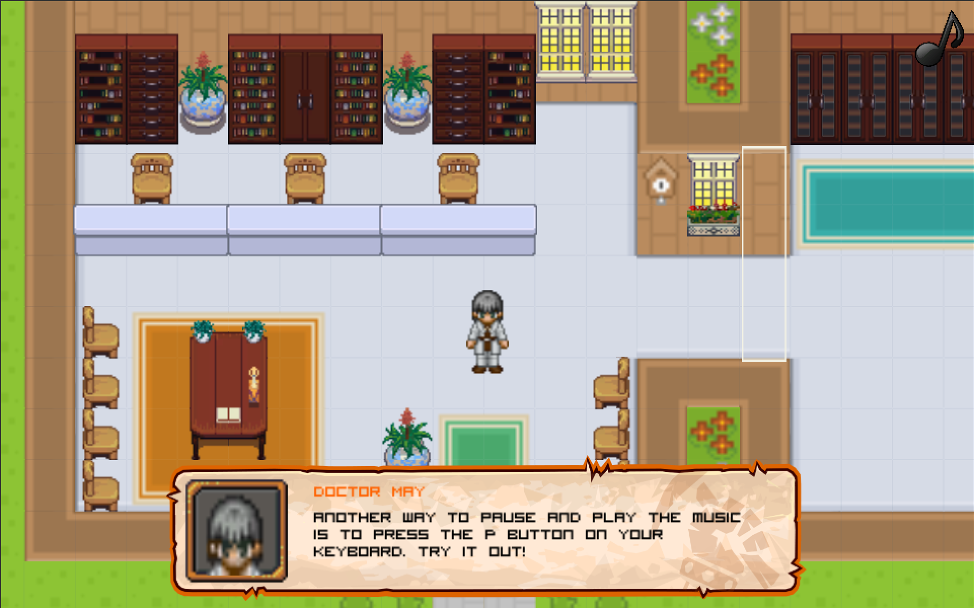 DOCTOR MAY
ANOTHER WAY TO PAUSE AND PLAY THE MUSIC
IS TO PRESS THE P BUTTON ON YOUR
KEYBOARD. TRY IT OUT!